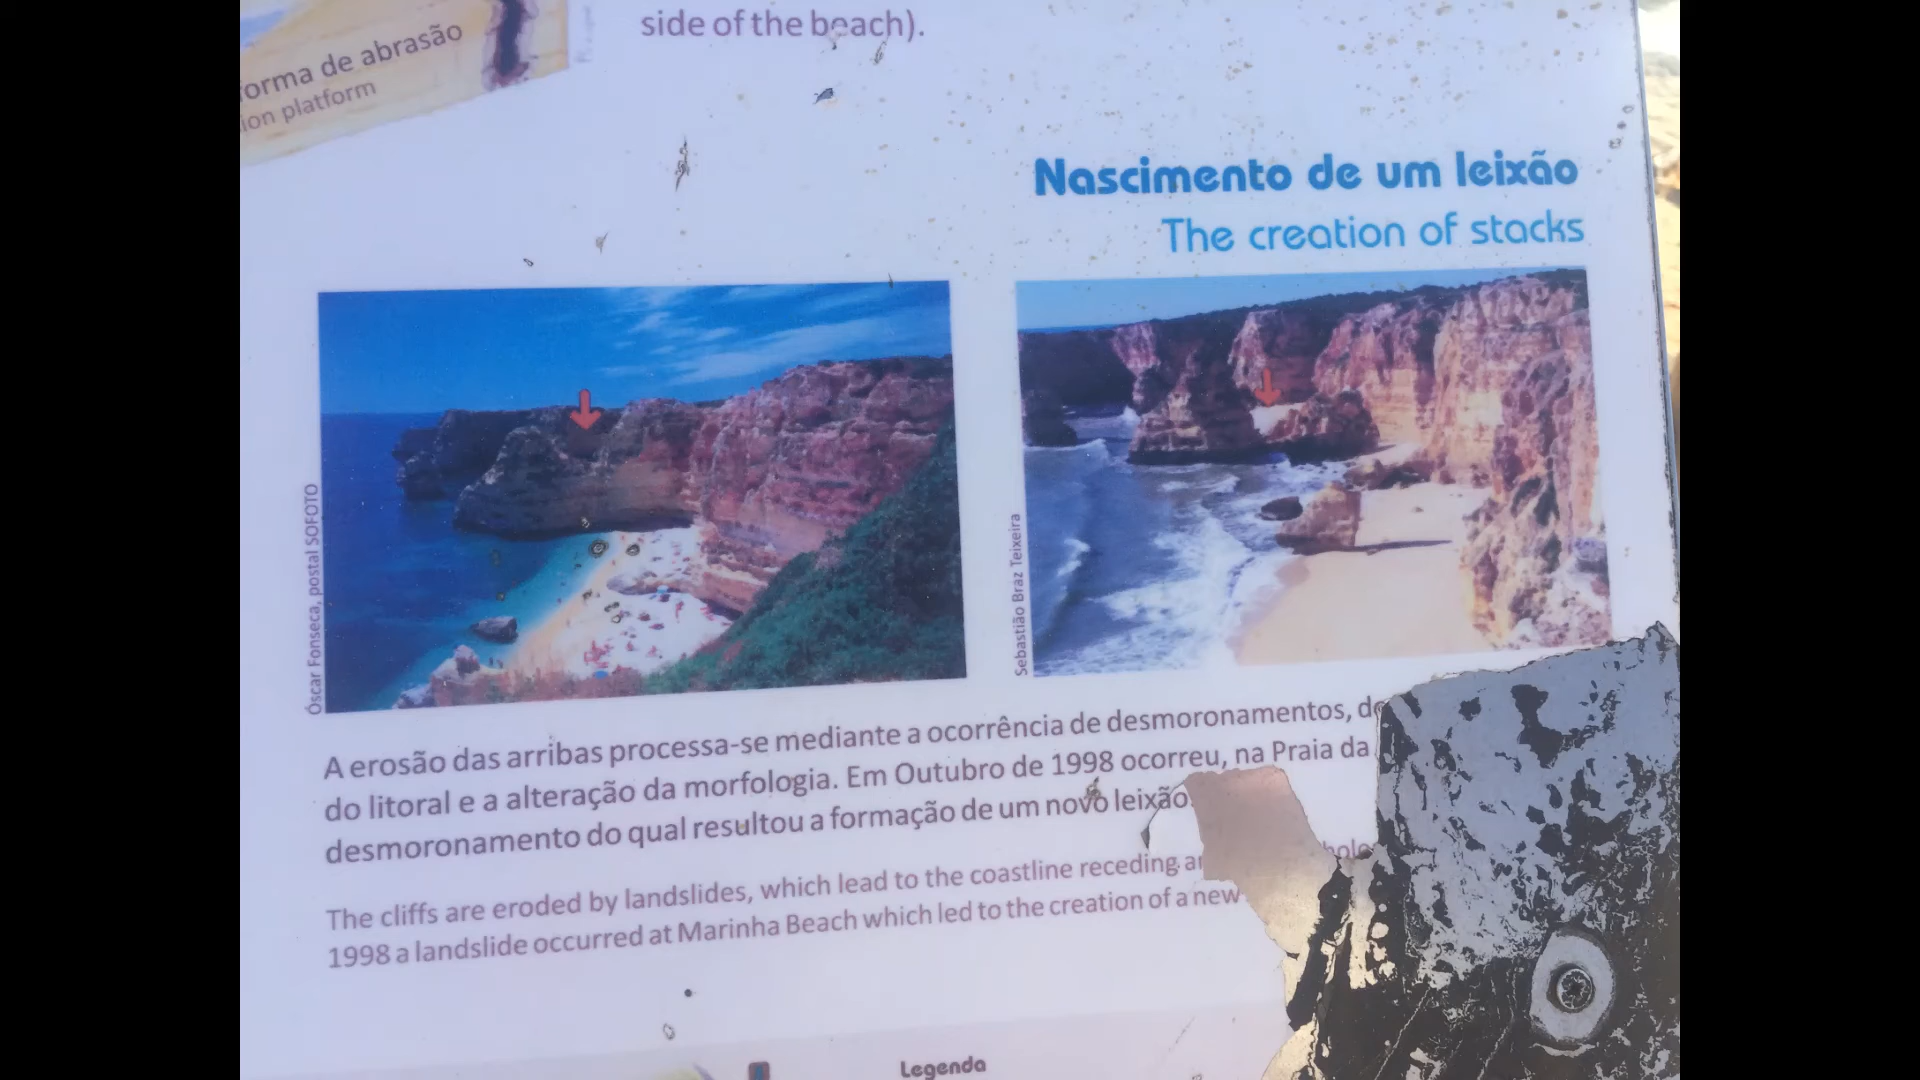 forma de abrasão
ion platform
side of the beach).
Nascimento de um leixão
The creation of stacks
Óscar Fonseca, postal SOFOTO
Sebastião Braz Teixeira
A erosão das arribas processa-se mediante a ocorrência de desmoronamentos,
do litoral e a alteração da morfologia. Em Outubro de 1998 ocorreu, na Praia da
desmoronamento do qual resultou a formação de um novo leixão.
The cliffs are eroded by landslides, which lead to the coastline receding
1998 a landslide occurred at Marinha Beach which led to the creation of a new
Legenda